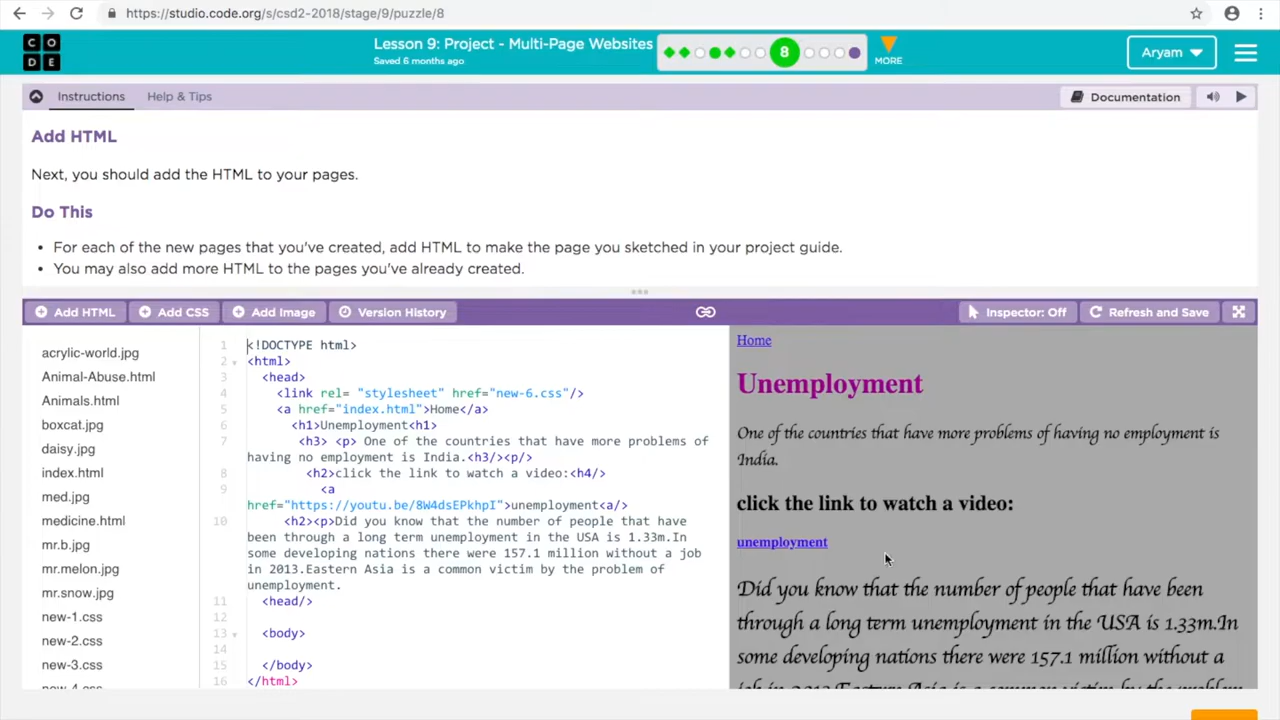 https://studio.code.org/s/csd2-2018/stage/9/puzzle/8
C O
D E
Lesson 9: Project - Multi-Page Websites
Saved 6 months ago
8
MORE
Aryam
Instructions
Help & Tips
Documentation
Add HTML
Next, you should add the HTML to your pages.
Do This
• For each of the new pages that you've created, add HTML to make the page you sketched in your project guide.
• You may also add more HTML to the pages you've already created.
Add HTML
Add CSS
Add Image
Version History
Inspector: Off
Refresh and Save
acrylic-world.jpg
Animal-Abuse.html
Animals.html
boxcat.jpg
daisy.jpg
index.html
med.jpg
medicine.html
mr.b.jpg
mr.melon.jpg
mr.snow.jpg
new-1.css
new-2.css
new-3.css
new-4.css
1 <!DOCTYPE html>
2 <html>
3 <head>
4 <link rel= "stylesheet" href="new-6.css"/>
5 <a href="index.html">Home</a>
6 <h1>Unemployment<h1>
7 <h3> <p> One of the countries that have more problems of
having no employment is India.<h3/><p/>
8 <h2>click the link to watch a video:<h4/>
9 <a
href="https://youtu.be/8W4dsEPkhpI">unemployment<a/>
10 <h2><p>Did you know that the number of people that have
been through a long term unemployment in the USA is 1.33m.In
some developing nations there were 157.1 million without a job
in 2013.Eastern Asia is a common victim by the problem of
unemployment.
11 <head/>
12
13 <body>
14
15 </body>
16 </html>
Home
Unemployment
One of the countries that have more problems of having no employment is
India.
click the link to watch a video:
unemployment
Did you know that the number of people that have been
through a long term unemployment in the USA is 1.33m.In
some developing nations there were 157.1 million without a
job in 2013.Eastern Asia is a common victim by the problem